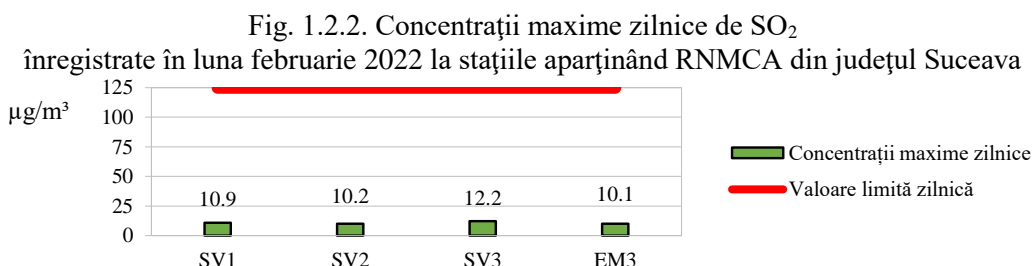 Fig. 1.2.2. Concentraţii maxime zilnice de SO₂
înregistrate în luna februarie 2022 la staţiile aparţinând RNMCA din judeţul Suceava
µg/m³
125
100
75
50
25
0
10.9
10.2
12.2
10.1
SV1
SV2
SV3
EM3
Concentrații maxime zilnice
Valoare limită zilnică